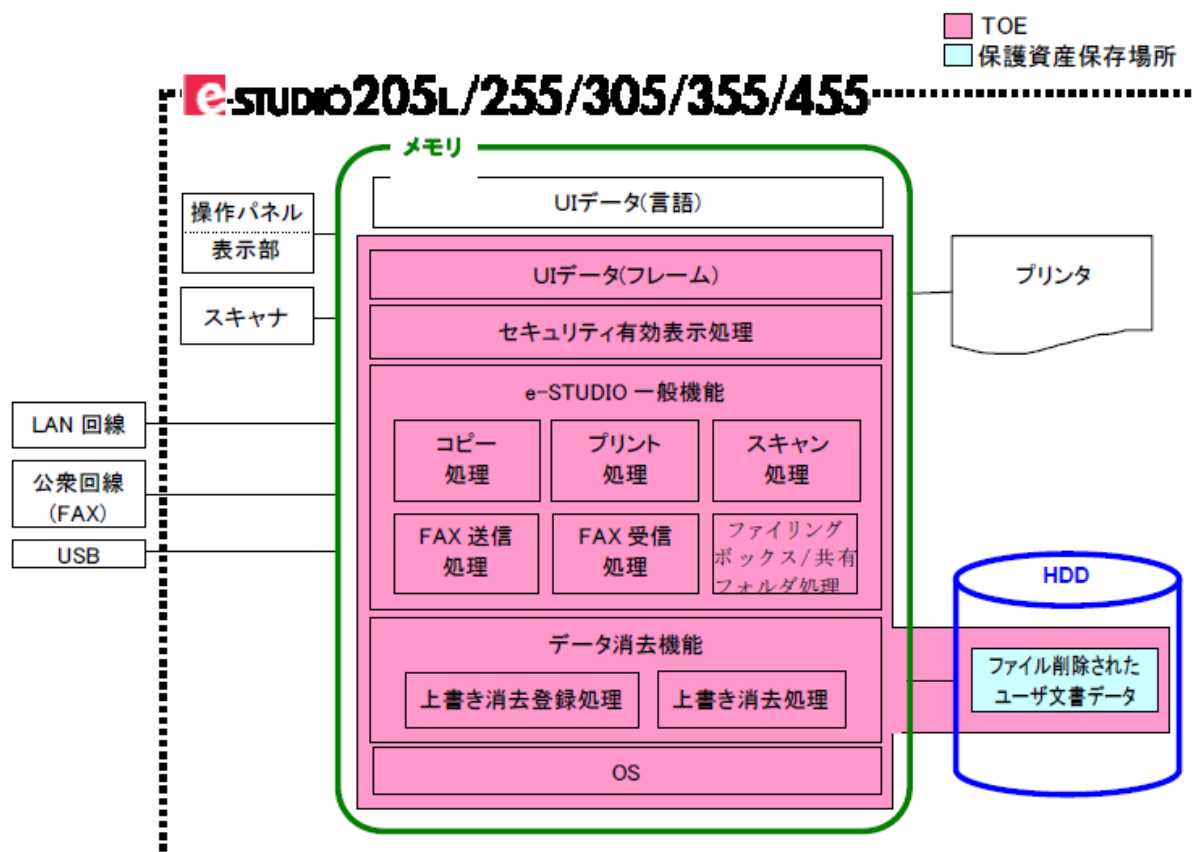 TOE
保護資産保存場所
e-STUDIO205L/255/305/355/455
メモリ
UIデータ(言語)
操作パネル
表示部
スキャナ
UIデータ(フレーム)
プリンタ
セキュリティ有効表示処理
e-STUDIO 一般機能
LAN 回線
公衆回線
(FAX)
USB
コピー
処理
プリント
処理
スキャン
処理
FAX 送信
処理
FAX 受信
処理
ファイリング
ボックス/共有
フォルダ処理
HDD
データ消去機能
上書き消去登録処理
上書き消去処理
ファイル削除された
ユーザ文書データ
OS